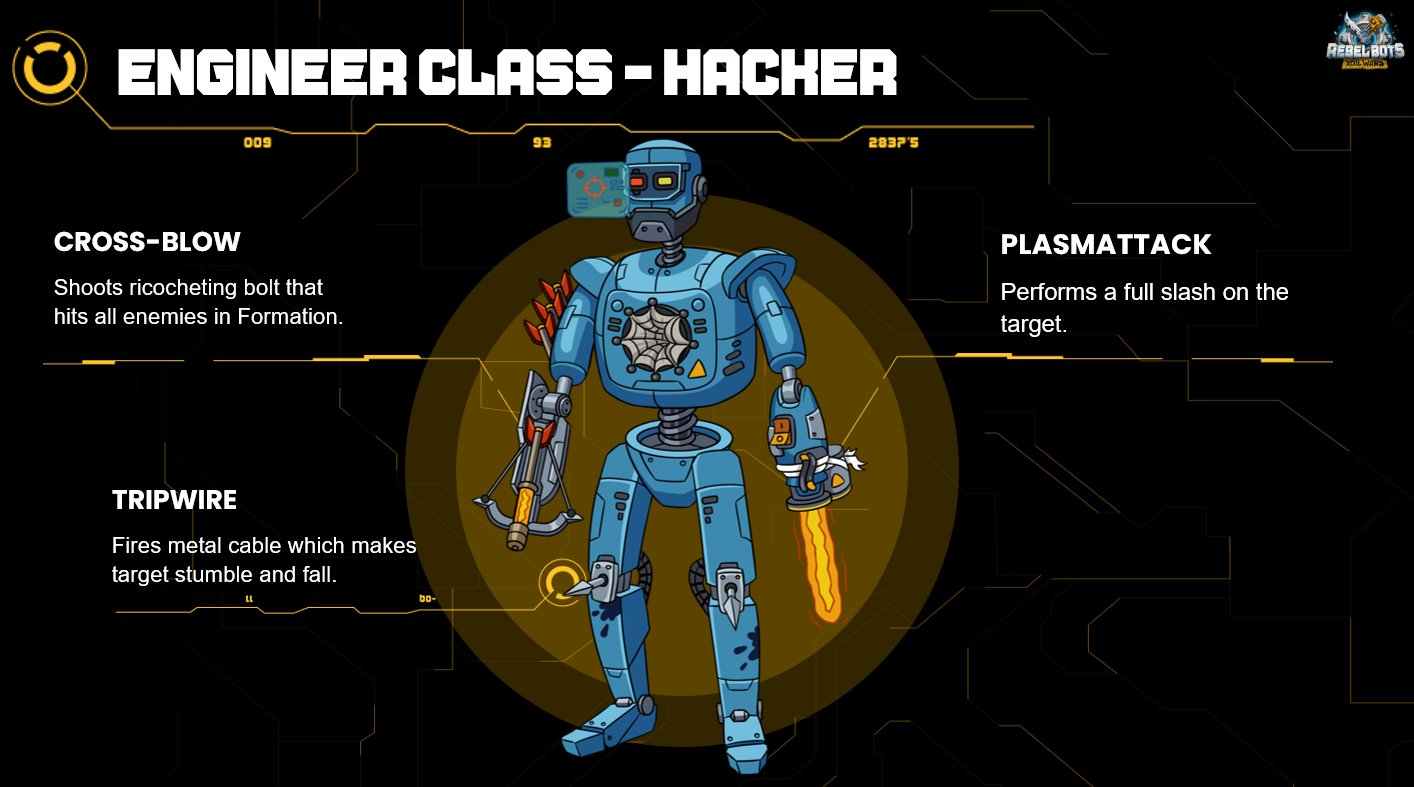 ENGINEER CLASS - HACKER
REBEL BOTS
XOIL WARS
009
93
2837'5
CROSS-BLOW
Shoots ricocheting bolt that
hits all enemies in Formation.
PLASMATTACK
Performs a full slash on the
target.
TRIPWIRE
Fires metal cable which makes
target stumble and fall.